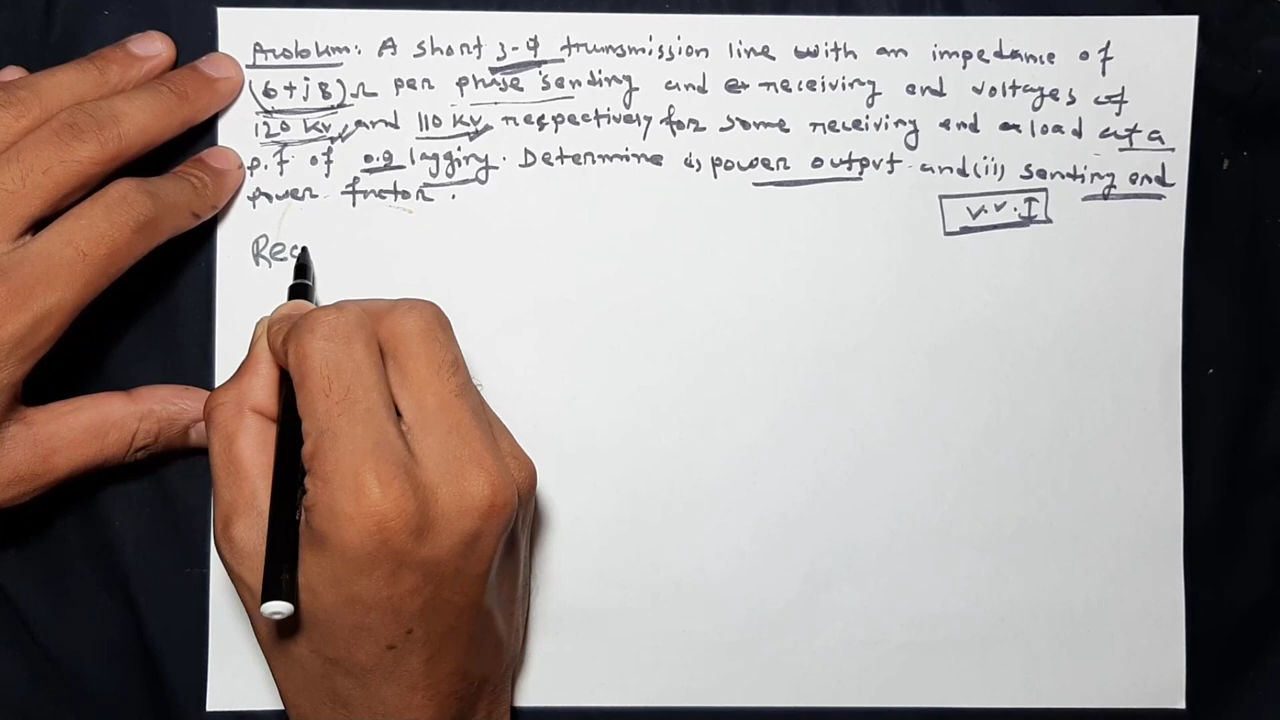 Problem: A short 3-φ transmission line with an impedance of
(6+j8)Ω per phase sending and receiving end voltages of
120 kV and 110 kV respectively for some receiving end load at a
p.f of 0.9 lagging. Determine i) power output and (ii) sending end
power factor.
V.V.I
Rec